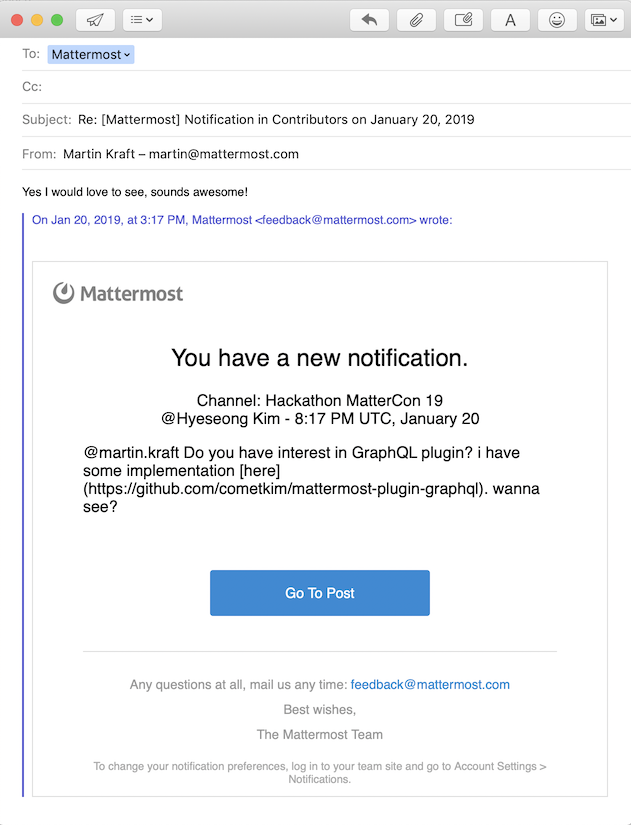 To: Mattermost
Cc:
Subject: Re: [Mattermost] Notification in Contributors on January 20, 2019
From: Martin Kraft – martin@mattermost.com
Yes I would love to see, sounds awesome!
On Jan 20, 2019, at 3:17 PM, Mattermost <feedback@mattermost.com> wrote:
Mattermost
You have a new notification.
Channel: Hackathon MatterCon 19
@Hyeseong Kim - 8:17 PM UTC, January 20
@martin.kraft Do you have interest in GraphQL plugin? i have
some implementation [here]
(https://github.com/cometkim/mattermost-plugin-graphql). wanna
see?
Go To Post
Any questions at all, mail us any time: feedback@mattermost.com
Best wishes,
The Mattermost Team
To change your notification preferences, log in to your team site and go to Account Settings >
Notifications.